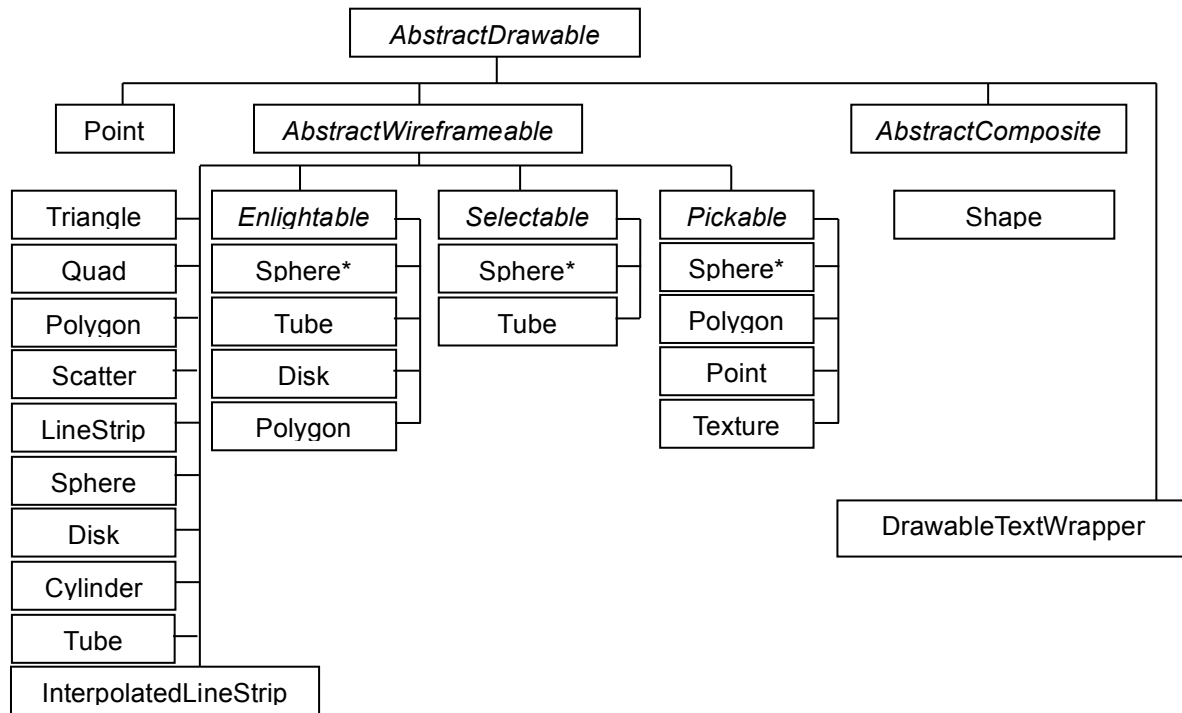 AbstractDrawable
Point
AbstractWireframeable
AbstractComposite
Triangle
Quad
Polygon
Scatter
LineStrip
Sphere
Disk
Cylinder
Tube
InterpolatedLineStrip
Enlightable
Sphere*
Tube
Disk
Polygon
Selectable
Sphere*
Tube
Pickable
Sphere*
Polygon
Point
Texture
Shape
DrawableTextWrapper